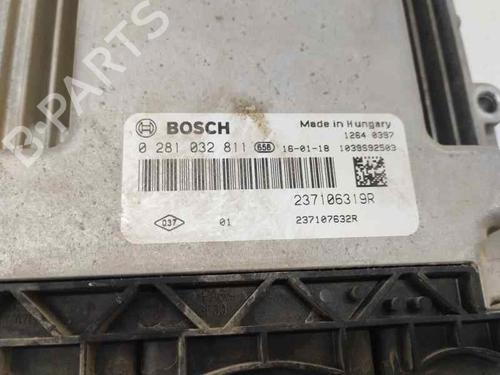 B-PARTS
BOSCH
Made in Hungary
1264 0397
0 281 032 811 658 16-01-18 1039S92503
237106319R
037 01 237107632R